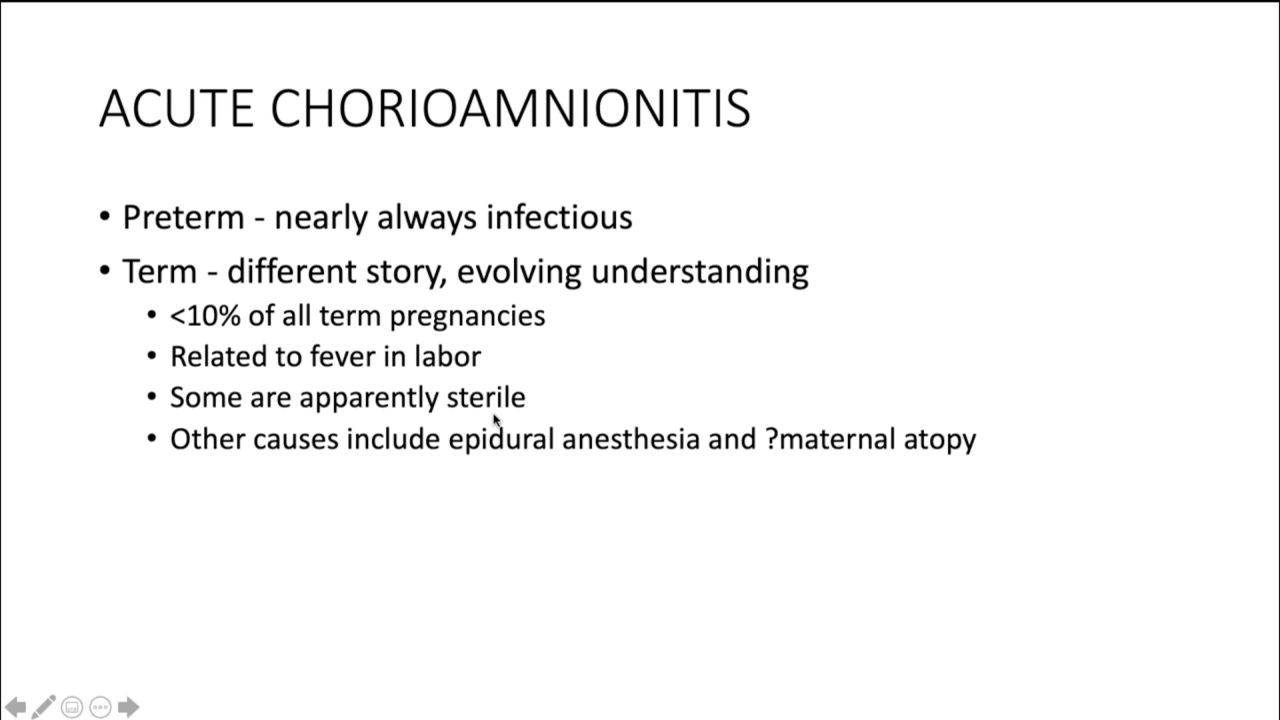 ACUTE CHORIOAMNIONITIS
• Preterm - nearly always infectious
• Term - different story, evolving understanding
• <10% of all term pregnancies
• Related to fever in labor
• Some are apparently sterile
• Other causes include epidural anesthesia and ?maternal atopy